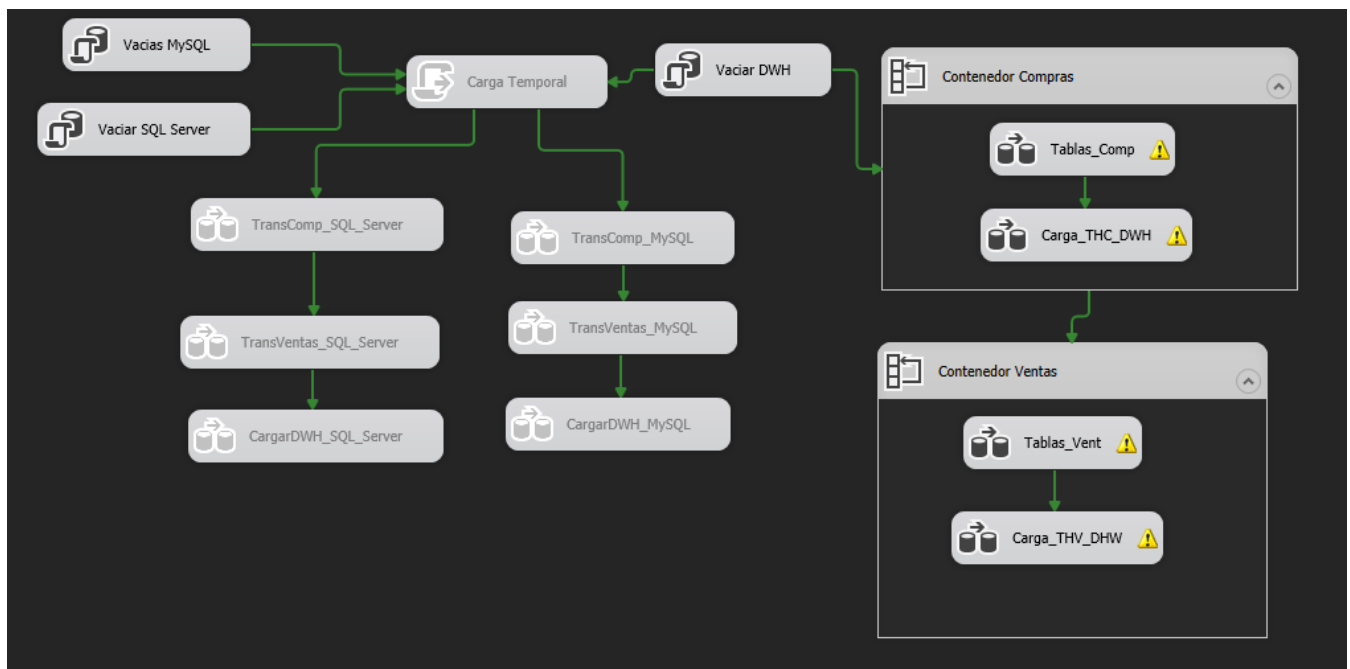 Vacias MySQL
Vaciar SQL Server
Carga Temporal
Vaciar DWH
TransComp_SQL_Server
TransComp_MySQL
TransVentas_SQL_Server
TransVentas_MySQL
CargarDWH_SQL_Server
CargarDWH_MySQL
Contenedor Compras
Tablas_Comp
Carga_THC_DWH
Contenedor Ventas
Tablas_Vent
Carga_THV_DHW